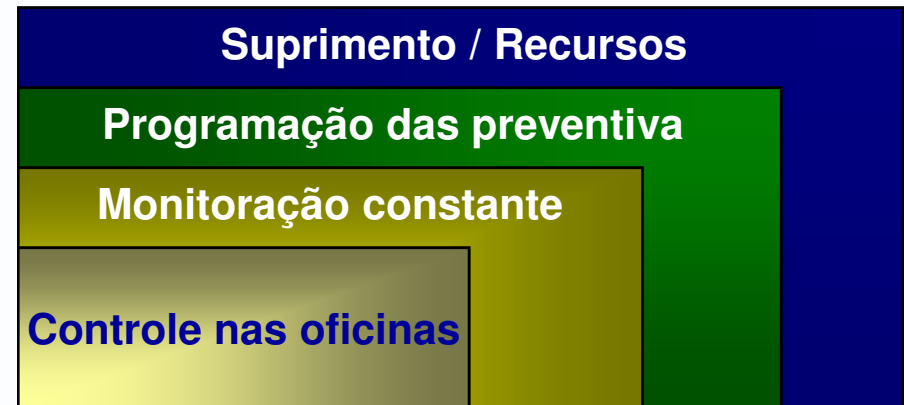 Suprimento / Recursos
Programação das preventiva
Monitoração constante
Controle nas oficinas